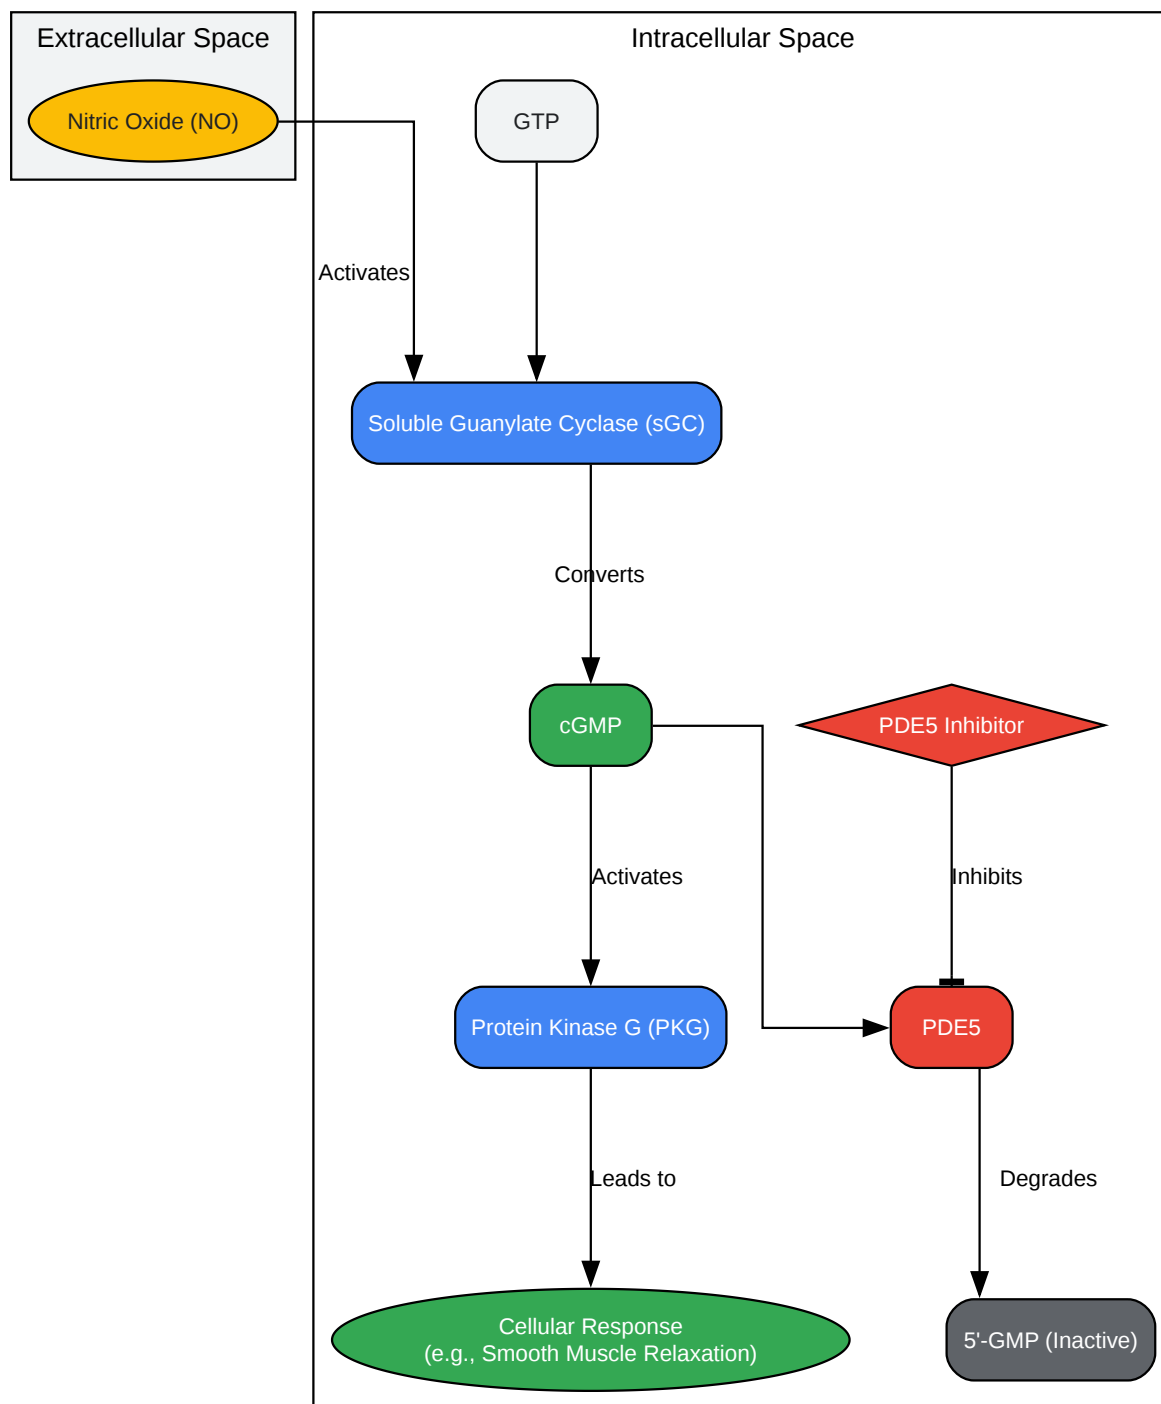 Extracellular Space
Intracellular Space
Nitric Oxide (NO)
GTP
Activates
Soluble Guanylate Cyclase (sGC)
Converts
cGMP
PDE5 Inhibitor
Activates
Inhibits
Protein Kinase G (PKG)
PDE5
Leads to
Degrades
Cellular Response
(e.g., Smooth Muscle Relaxation)
5'-GMP (Inactive)